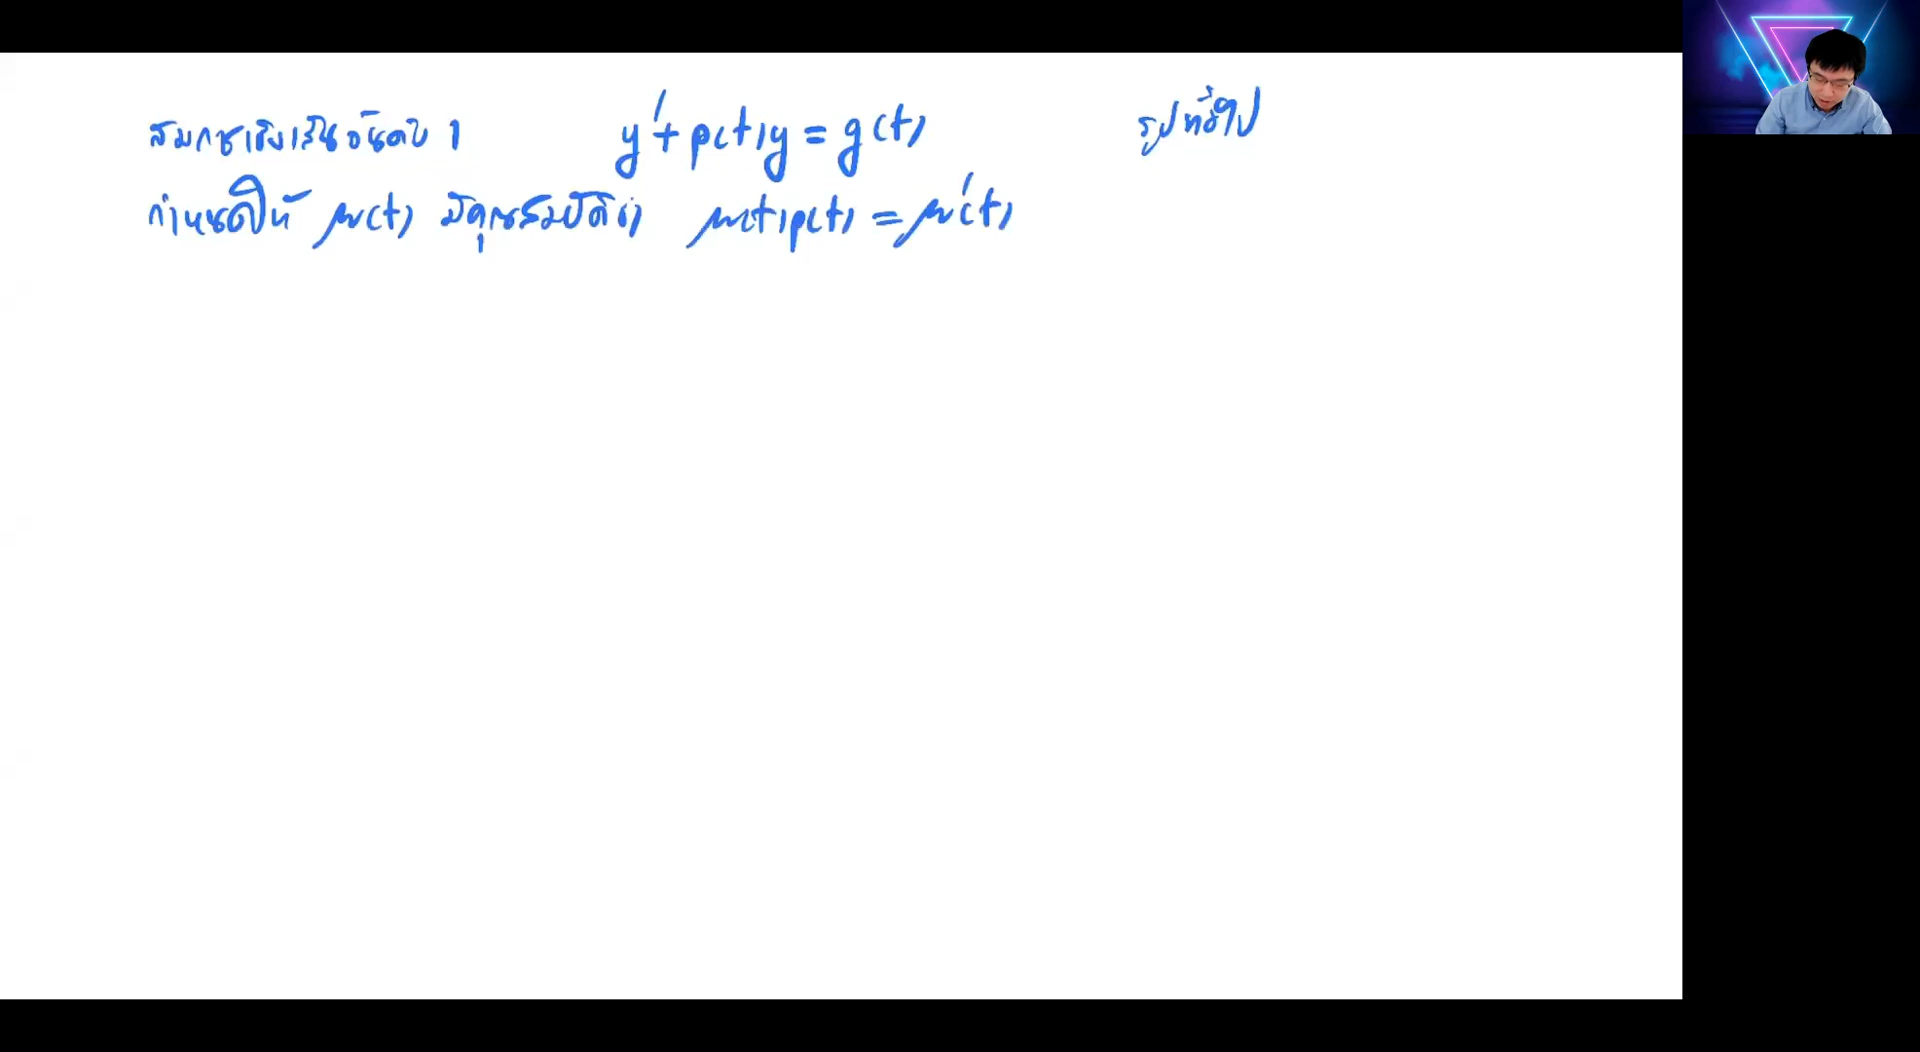 สมการเชิงเส้นอันดับ 1 y' + p(t)y = g(t) รูปทั่วไป
กำหนดให้ μ(t) มีคุณสมบัติว่า μ(t)p(t) = μ'(t)